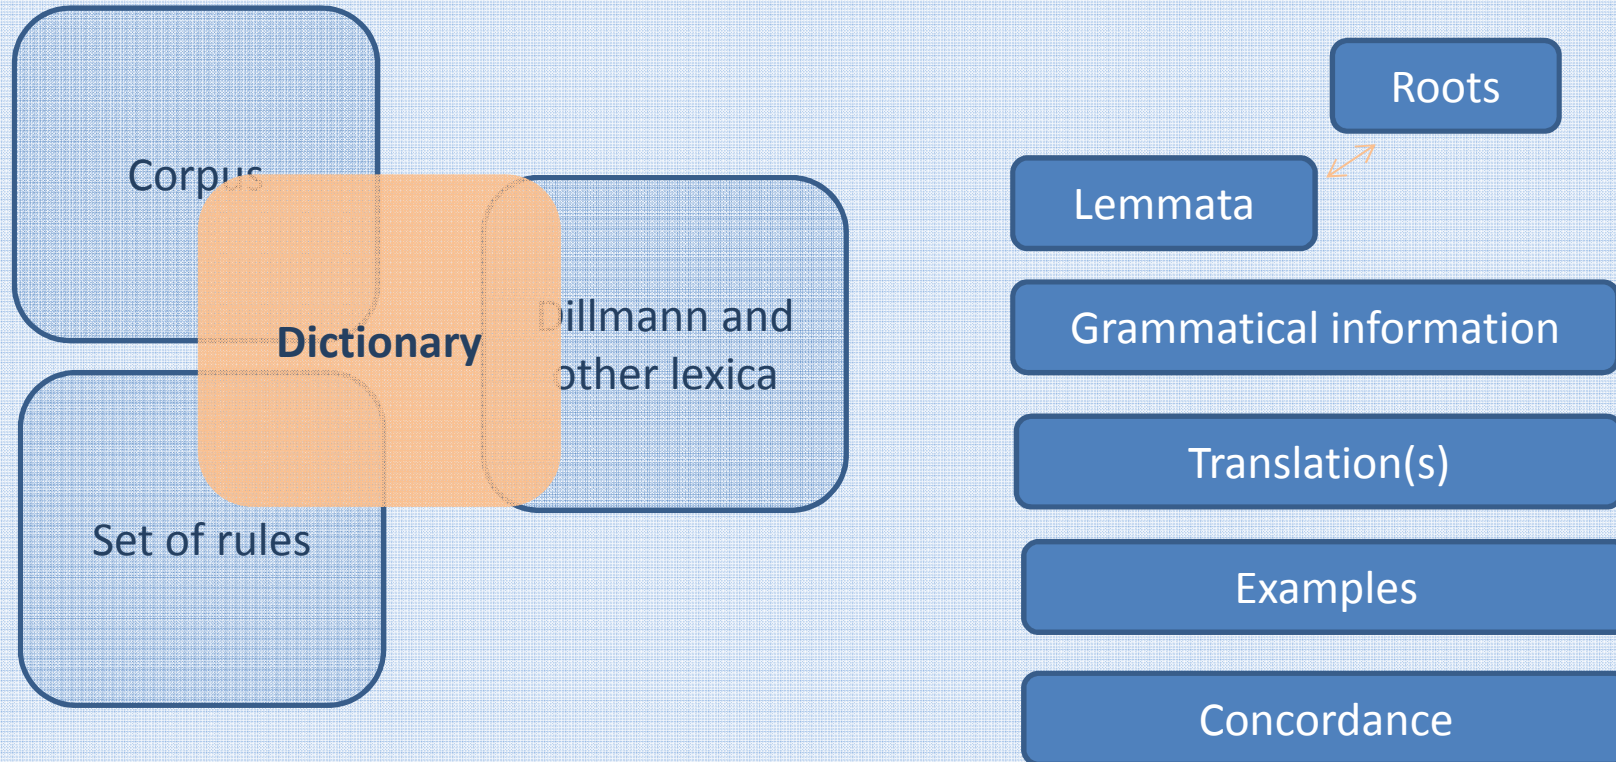 Corpus
Dictionary
Dillmann and
other lexica
Set of rules
Roots
Lemmata
Grammatical information
Translation(s)
Examples
Concordance